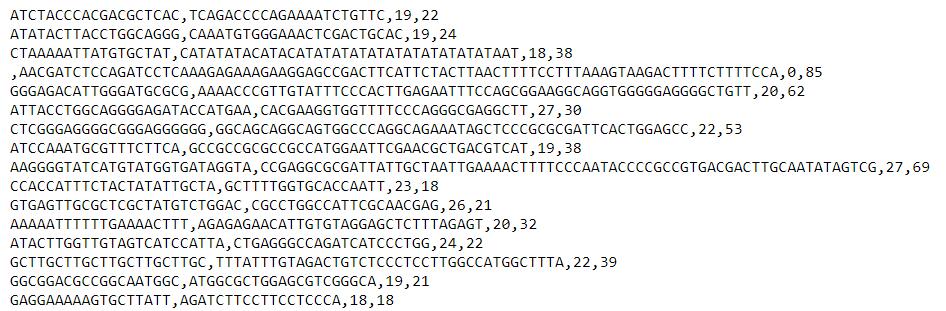 ATCTACCCACGACGCTCAC,TCAGACCCCAGAAAATCTGTTC,19,22
ATATACTTACCTGGCAGGG,CAAATGTGGGAAACTCGACTGCAC,19,24
CTAAAAATTATGTGCTAT,CATATATACATACATATATATATATATATATATATAAT,18,38
,AACGATCTCCAGATCCTCAAAGAGAAAGAAGGAGCCGACTTCATTCTACTTAACTTTTCCTTTAAAGTAAGACTTTTCTTTTCCA,0,85
GGGAGACATTGGGATGCGCG,AAAACCCGTTGTATTTCCCACTTGAGAATTTCCAGCGGAAGGCAGGTGGGGGAGGGGCTGTT,20,62
ATTACCTGGCAGGGGAGATACCATGAA,CACGAAGGTGGTTTTCCCAGGGCGAGGCTT,27,30
CTCGGGAGGGGCGGGAGGGGGG,GGCAGCAGGCAGTGGCCCAGGCAGAAATAGCTCCCGCGCGATTCACTGGAGCC,22,53
ATCCAAATGCGTTTCTTCA,GCCGCCGCGCCGCCATGGAATTCGAACGCTGACGTCAT,19,38
AAGGGGTATCATGTATGGTGATAGGTA,CCGAGGCGCGATTATTGCTAATTGAAAACTTTTCCCAATACCCCGCCGTGACGACTTGCAATATAGTCG,27,69
CCACCATTTCTACTATATTGCTA,GCTTTTGGTGCACCAATT,23,18
GTGAGTTGCGCTCGCTATGTCTGGAC,CGCCTGGCCATTCGCAACGAG,26,21
AAAAATTTTTTGAAAACTTT,AGAGAGAACATTGTGTAGGAGCTCTTTAGAGT,20,32
ATACTTGGTTGTAGTCATCCATTA,CTGAGGGCCAGATCATCCCTGG,24,22
GCTTGCTTGCTTGCTTGCTTGC,TTTATTTGTAGACTGTCTCCCTCCTTGGCCATGGCTTTA,22,39
GGCGGACGCCGGCAATGGC,ATGGCGCTGGAGCGTCGGGCA,19,21
GAGGAAAAAGTGCTTATT,AGATCTTCCTTCCTCCCA,18,18